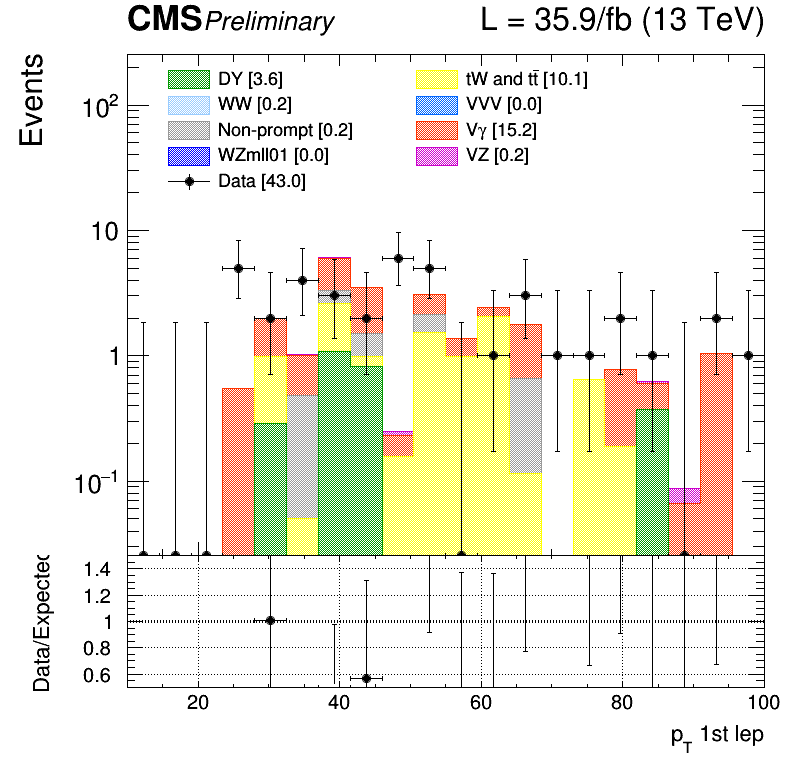 CMS Preliminary L = 35.9/fb (13 TeV)
Events
DY [3.6]
tW and tt̄ [10.1]
WW [0.2]
VVV [0.0]
Non-prompt [0.2]
Vγ [15.2]
WZmll01 [0.0]
VZ [0.2]
Data [43.0]
10²
10
1
10⁻¹
Data/Expected
1.4
1.2
1
0.8
0.6
20 40 60 80 100
p_T 1st lep